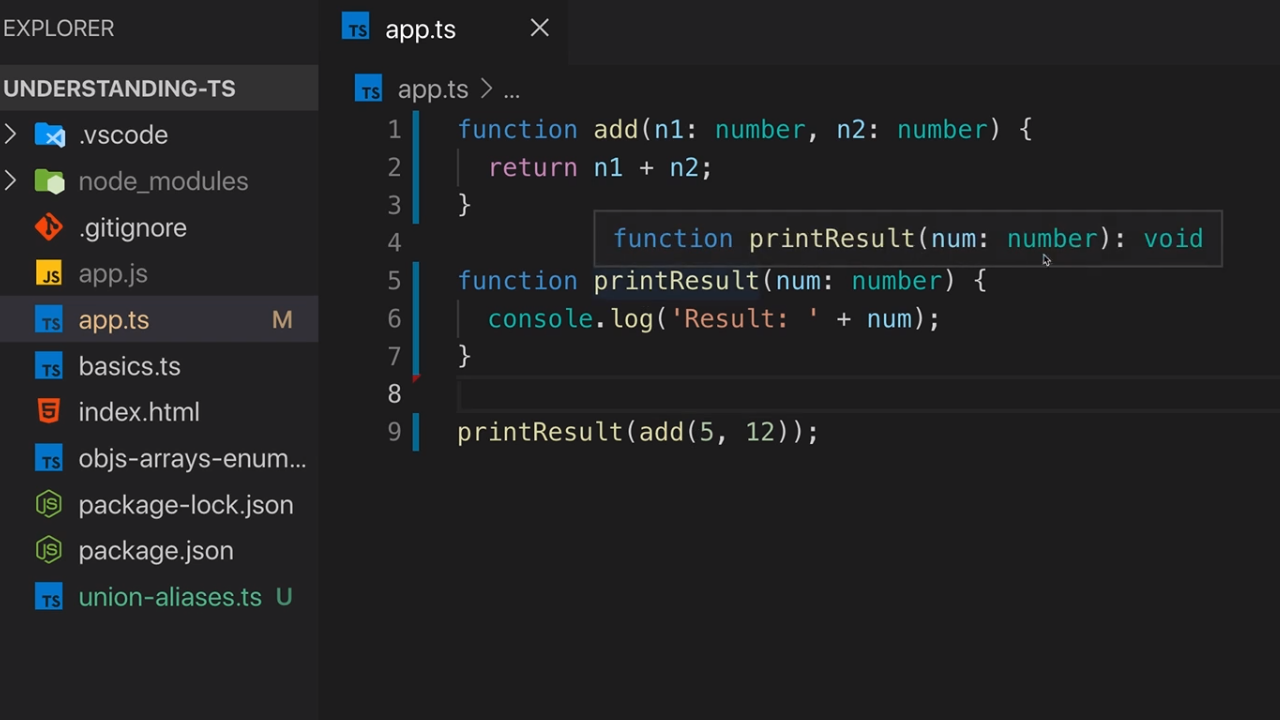 EXPLORER
UNDERSTANDING-TS
.vscode
node_modules
.gitignore
JS app.js
TS app.ts M
TS basics.ts
index.html
TS objs-arrays-enum...
package-lock.json
package.json
TS union-aliases.ts U
TS app.ts
TS app.ts > ...
1 function add(n1: number, n2: number) {
2 return n1 + n2;
3 }
4
function printResult(num: number): void
5 function printResult(num: number) {
6 console.log('Result: ' + num);
7 }
8
9 printResult(add(5, 12));